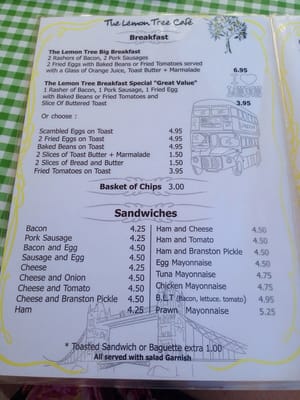 The Lemon Tree Café
Breakfast
The Lemon Tree Big Breakfast
2 Rashers of Bacon, 2 Pork Sausages
2 Fried Eggs with Baked Beans or Fried Tomatoes served
with a Glass of Orange Juice, Toast Butter + Marmalade 6.95
The Lemon Tree Breakfast Special "Great Value"
1 Rasher of Bacon, 1 Pork Sausage, 1 Fried Egg
with Baked Beans or Fried Tomatoes and
Slice Of Buttered Toast 3.95
I
LONDON
Or choose :
Scrambled Eggs on Toast 4.95
2 Fried Eggs on Toast 4.95
Baked Beans on Toast 4.95
2 Slices of Toast Butter + Marmalade 1.50
2 Slices of Bread and Butter 1.50
Fried Tomatoes on Toast 3.95
Basket of Chips 3.00
Sandwiches
Bacon 4.25
Pork Sausage 4.25
Bacon and Egg 4.50
Sausage and Egg 4.50
Cheese 4.25
Cheese and Onion 4.50
Cheese and Tomato 4.50
Cheese and Branston Pickle 4.50
Ham 4.25
Ham and Cheese 4.50
Ham and Tomato 4.50
Ham and Branston Pickle 4.50
Egg Mayonnaise 4.50
Tuna Mayonnaise 4.75
Chicken Mayonnaise 4.75
B.L.T (Bacon, lettuce, tomato) 4.95
Prawn Mayonnaise 5.25
* Toasted Sandwich or Baguette extra 1.00
All served with salad Garnish